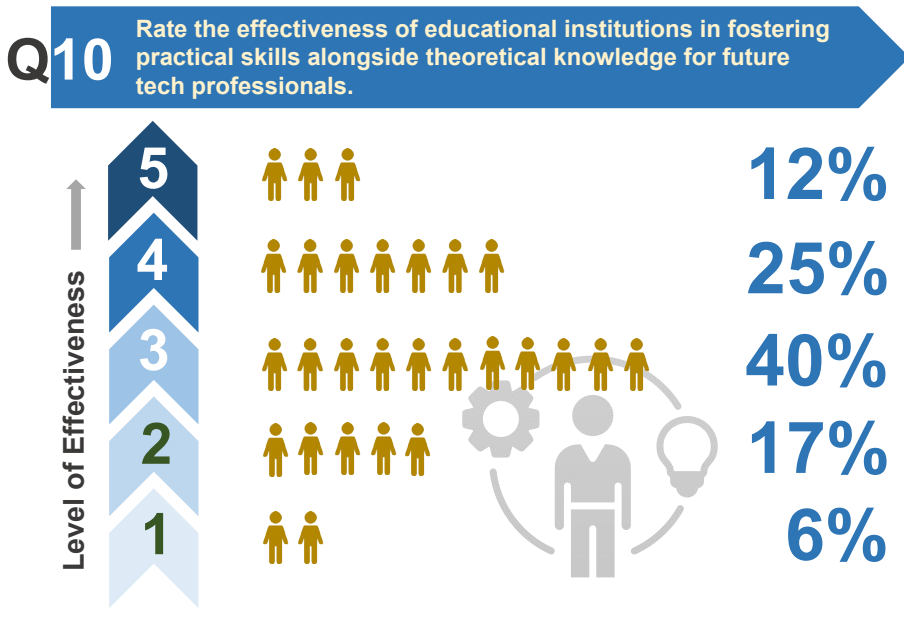 Q10
Rate the effectiveness of educational institutions in fostering
practical skills alongside theoretical knowledge for future
tech professionals.
Level of Effectiveness
5
12%
4
25%
3
40%
2
17%
1
6%